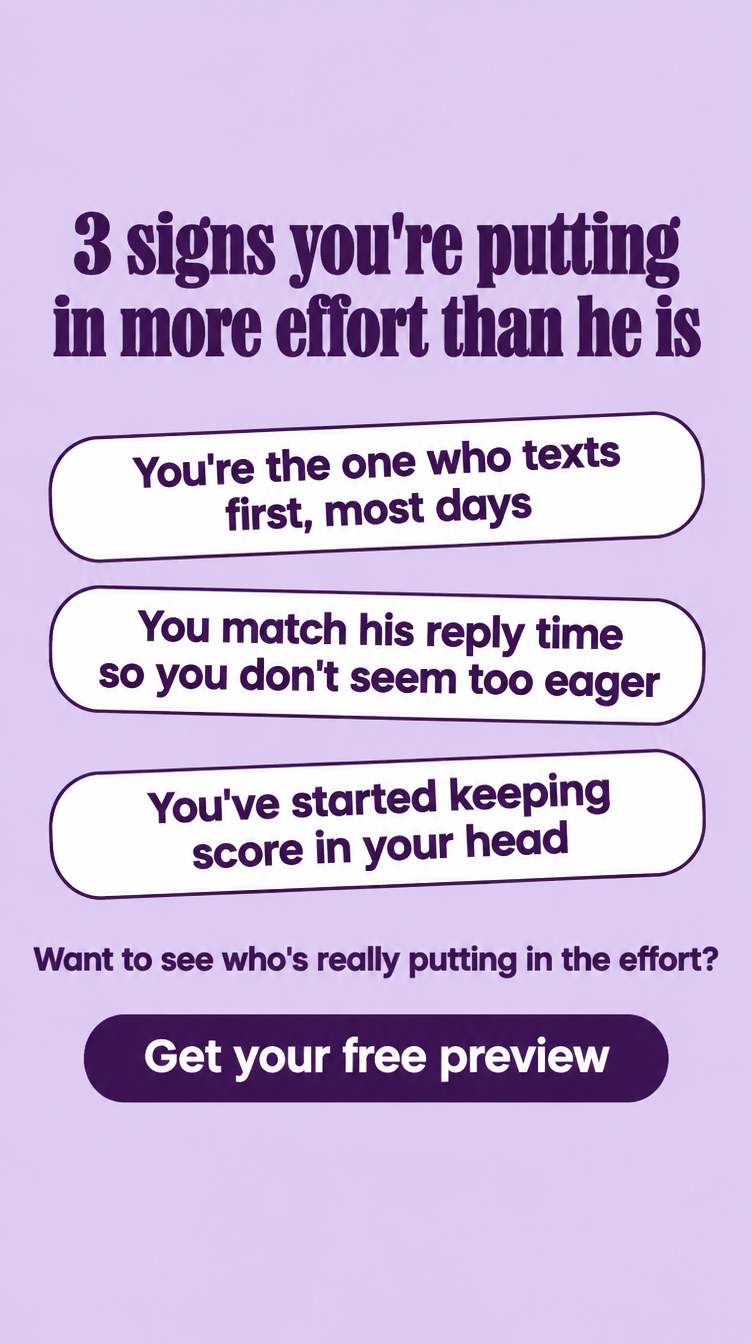 3 signs you're putting
in more effort than he is
You're the one who texts
first, most days
You match his reply time
so you don't seem too eager
You've started keeping
score in your head
Want to see who's really putting in the effort?
Get your free preview